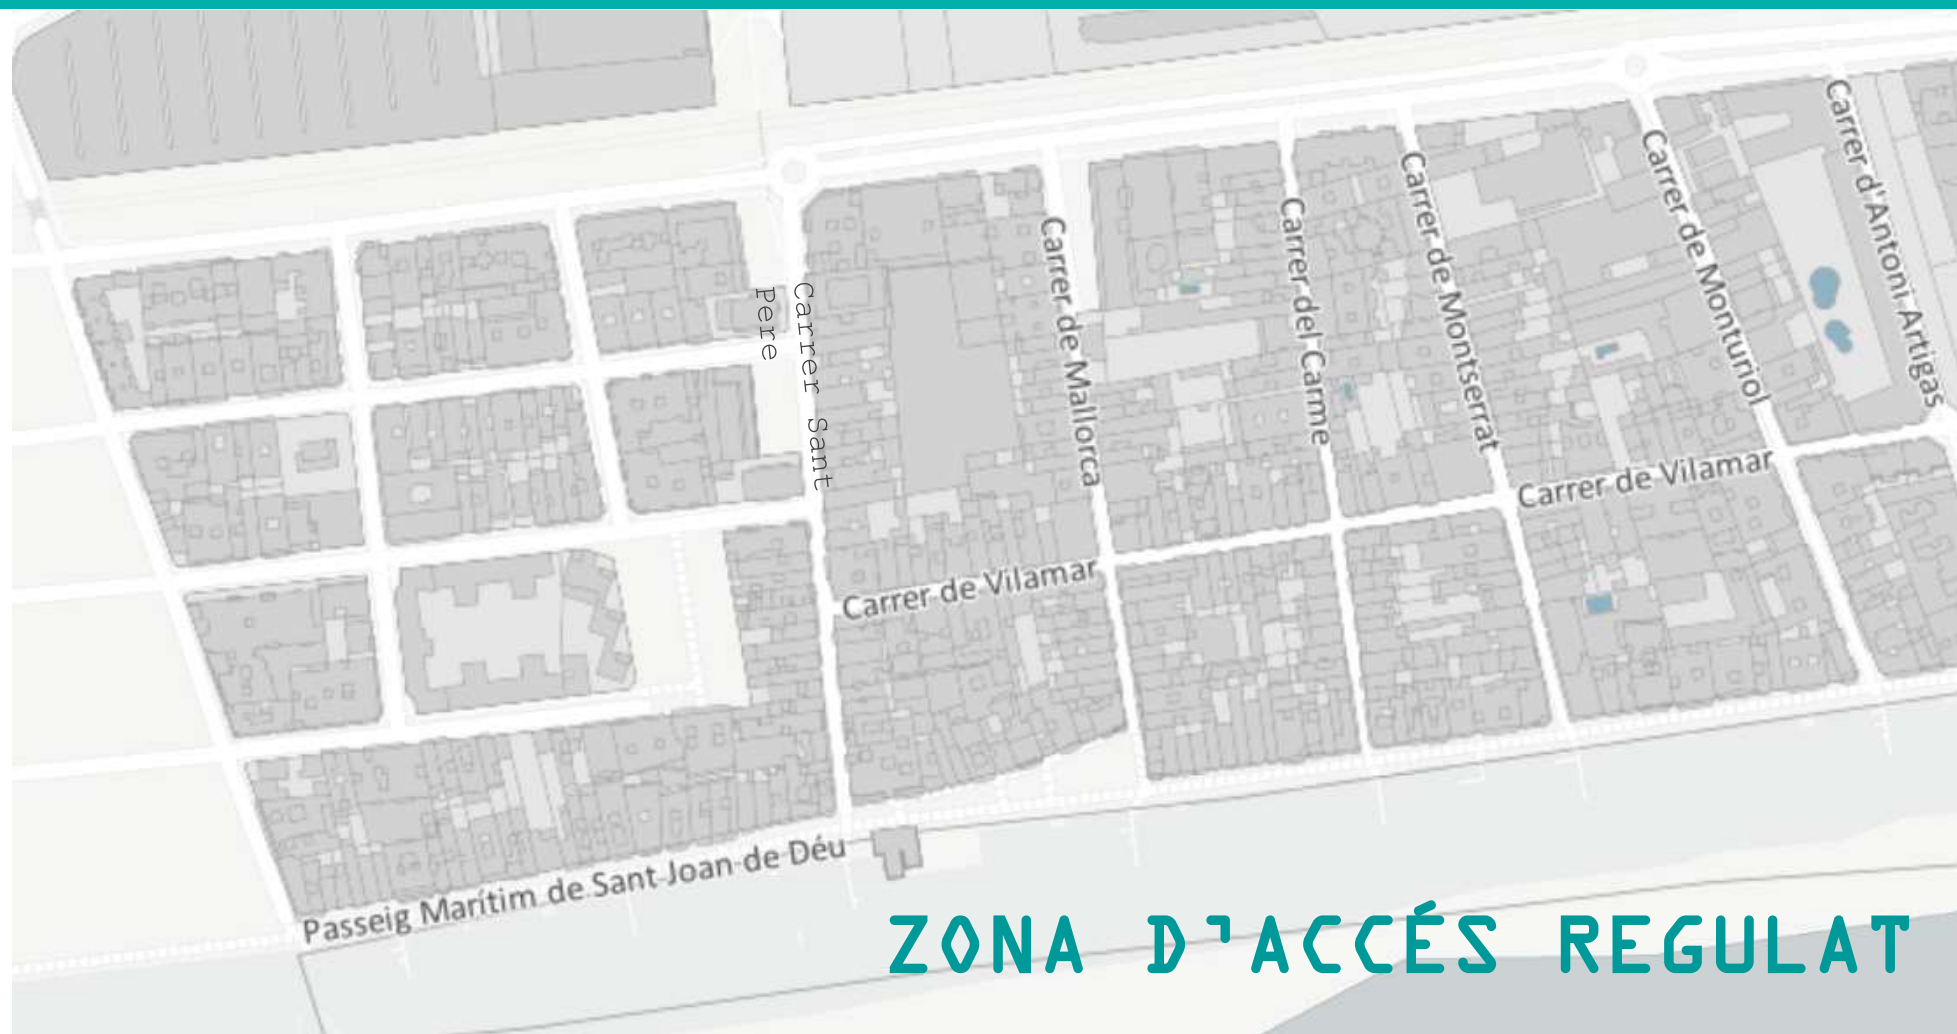 Carrer d'Antoni Artigas
Carrer de Monturiol
Carrer de Montserrat
Carrer del Carme
Carrer de Mallorca
Carrer Sant
Pere
Carrer de Vilamar
Carrer de Vilamar
Passeig Marítim de Sant Joan de Déu
ZONA D'ACCÉS REGULAT